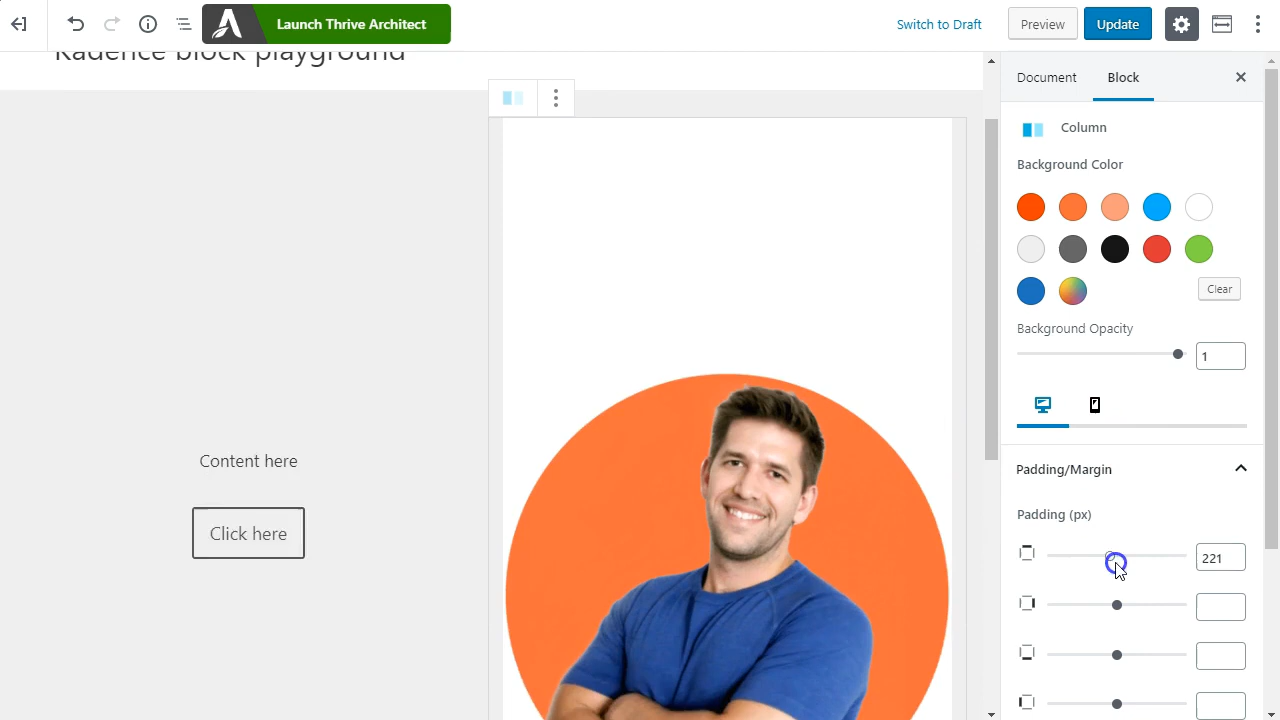 Launch Thrive Architect
Switch to Draft
Preview
Update
Kadence block playground
Document
Block
Column
Background Color
Clear
Background Opacity
1
Padding/Margin
Padding (px)
221
Content here
Click here